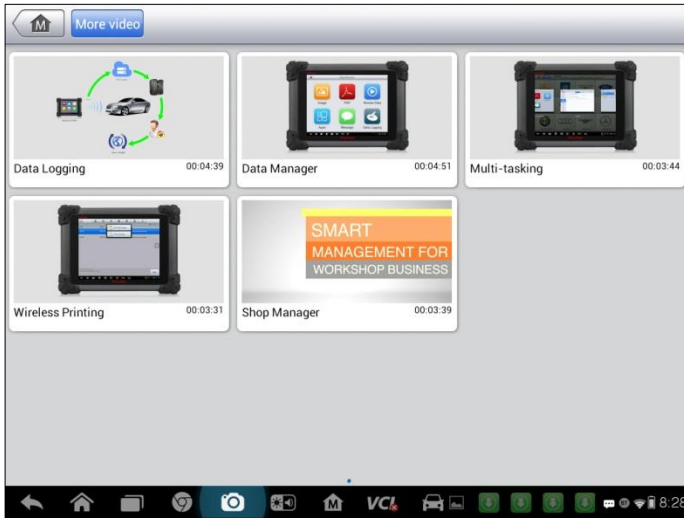 M
More video
Data Logging 00:04:39
Data Manager 00:04:51
Multi-tasking 00:03:44
SMART
MANAGEMENT FOR
WORKSHOP BUSINESS
Wireless Printing 00:03:31
Shop Manager 00:03:39
M
VCI
8:28